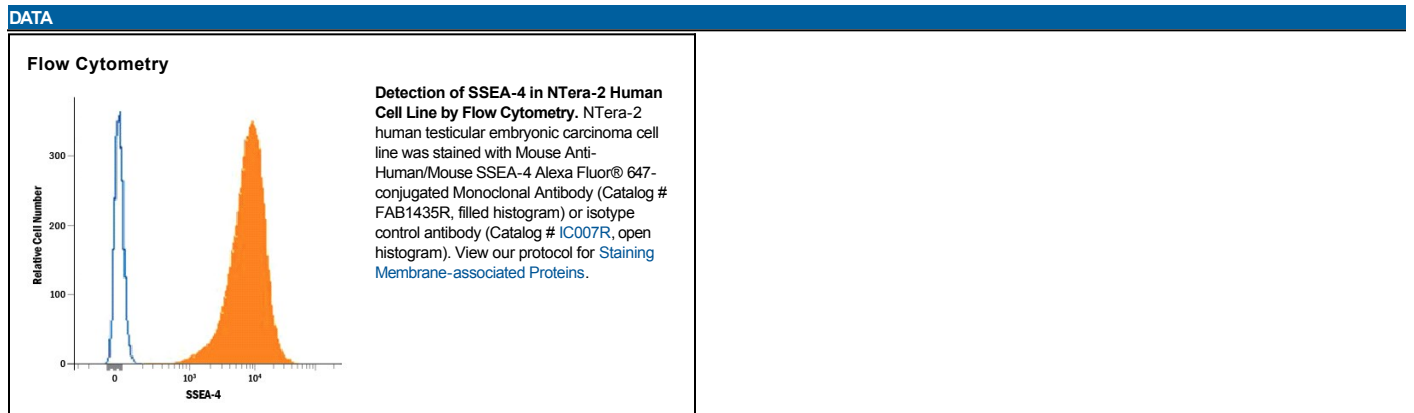 DATA
Flow Cytometry
300
200
100
0
Relative Cell Number
0 10³ 10⁴
SSEA-4
Detection of SSEA-4 in NTera-2 Human
Cell Line by Flow Cytometry. NTera-2
human testicular embryonic carcinoma cell
line was stained with Mouse Anti-
Human/Mouse SSEA-4 Alexa Fluor® 647-
conjugated Monoclonal Antibody (Catalog #
FAB1435R, filled histogram) or isotype
control antibody (Catalog # IC007R, open
histogram). View our protocol for Staining
Membrane-associated Proteins.